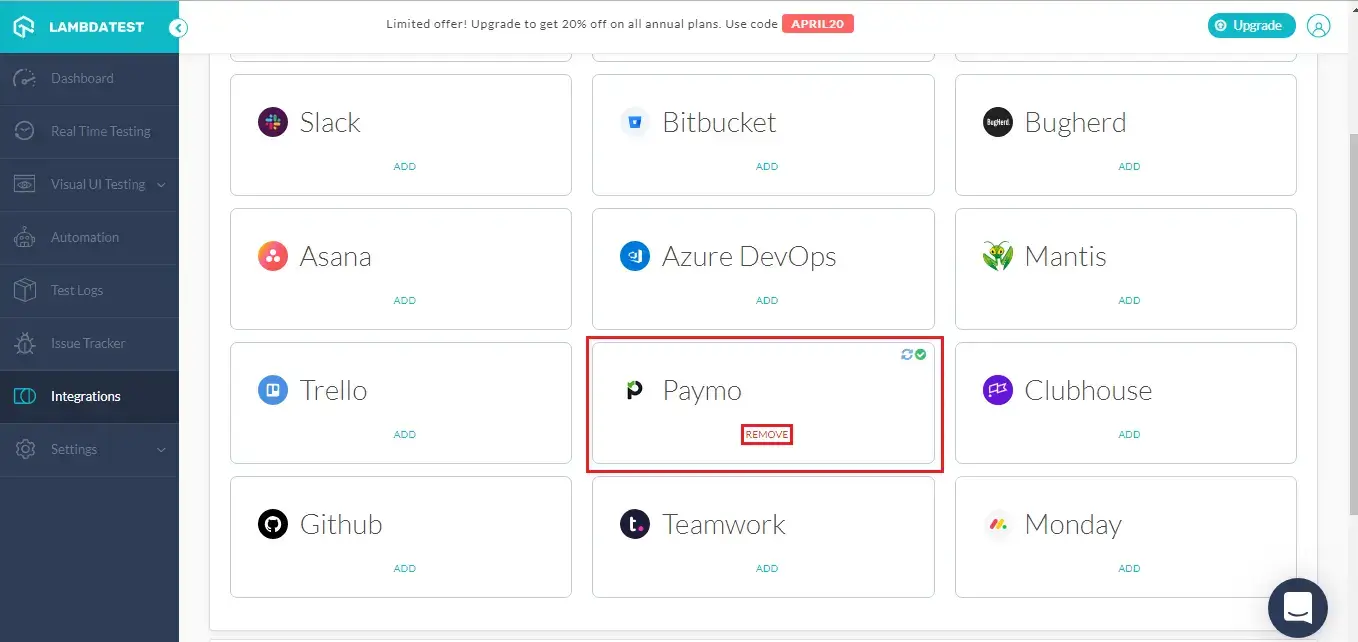 LAMBDATEST
Limited offer! Upgrade to get 20% off on all annual plans. Use code APRIL20
Upgrade
Dashboard
Real Time Testing
Visual UI Testing
Automation
Test Logs
Issue Tracker
Integrations
Settings
Slack
ADD
Bitbucket
ADD
BugHerd
Bugherd
ADD
Asana
ADD
Azure DevOps
ADD
Mantis
ADD
Trello
ADD
Paymo
REMOVE
Clubhouse
ADD
Github
ADD
t.
Teamwork
ADD
Monday
ADD